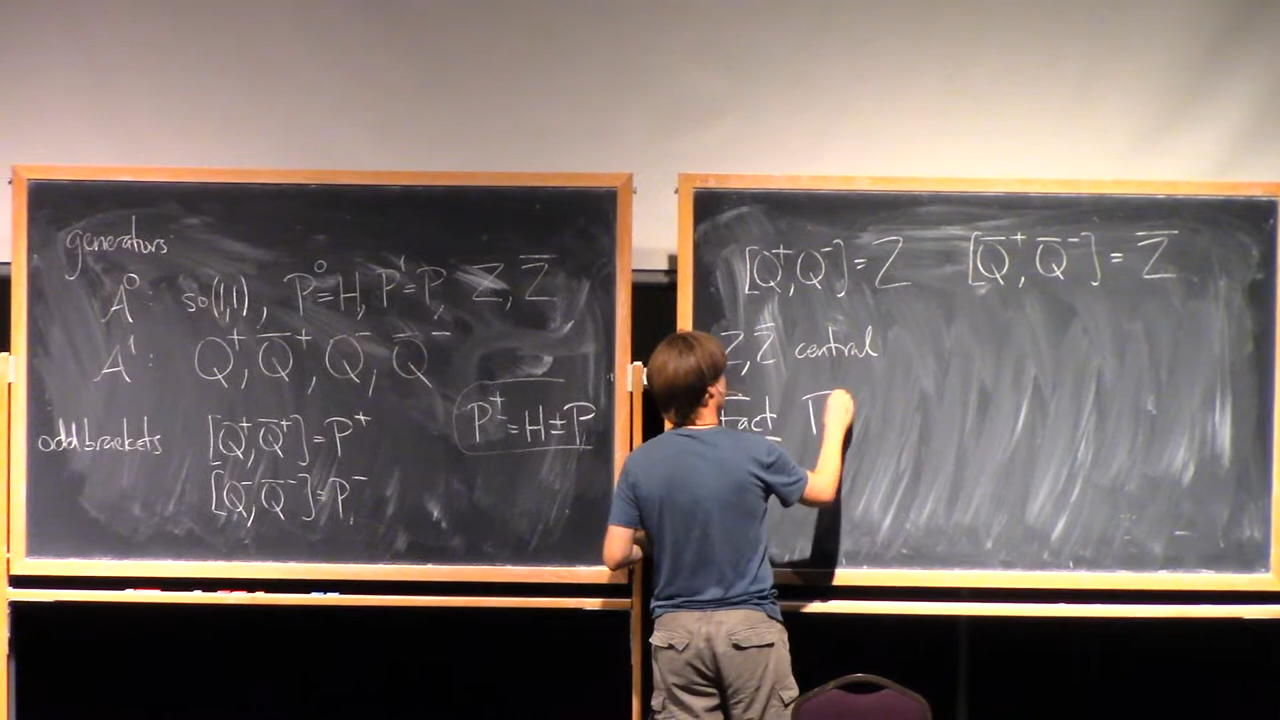 generators
A⁰: so(1,1), P⁰=H, P¹=P, Z, Z̅
A¹: Q⁺, Q̅⁺, Q⁻, Q̅⁻
P^±=H±P
odd brackets [Q⁺, Q̅⁺]=P⁺
[Q⁻, Q̅⁻]=P⁻
[Q⁺, Q⁻]=Z [Q̅⁺, Q̅⁻]=Z̅
Z, Z̅ central
Fact